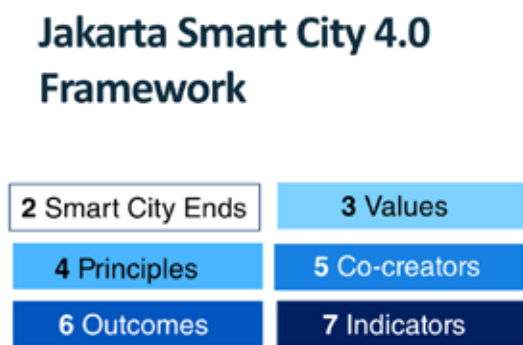 Jakarta Smart City 4.0
Framework
2 Smart City Ends
3 Values
4 Principles
5 Co-creators
6 Outcomes
7 Indicators